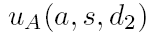 u_A(a, s, d_2)